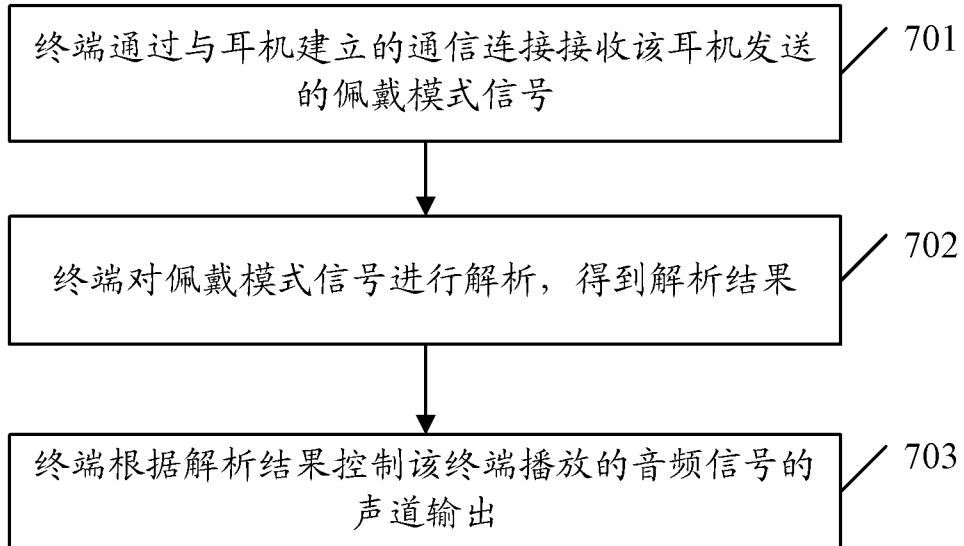 终端通过与耳机建立的通信连接接收该耳机发送
的佩戴模式信号
701
终端对佩戴模式信号进行解析，得到解析结果
702
终端根据解析结果控制该终端播放的音频信号的
声道输出
703